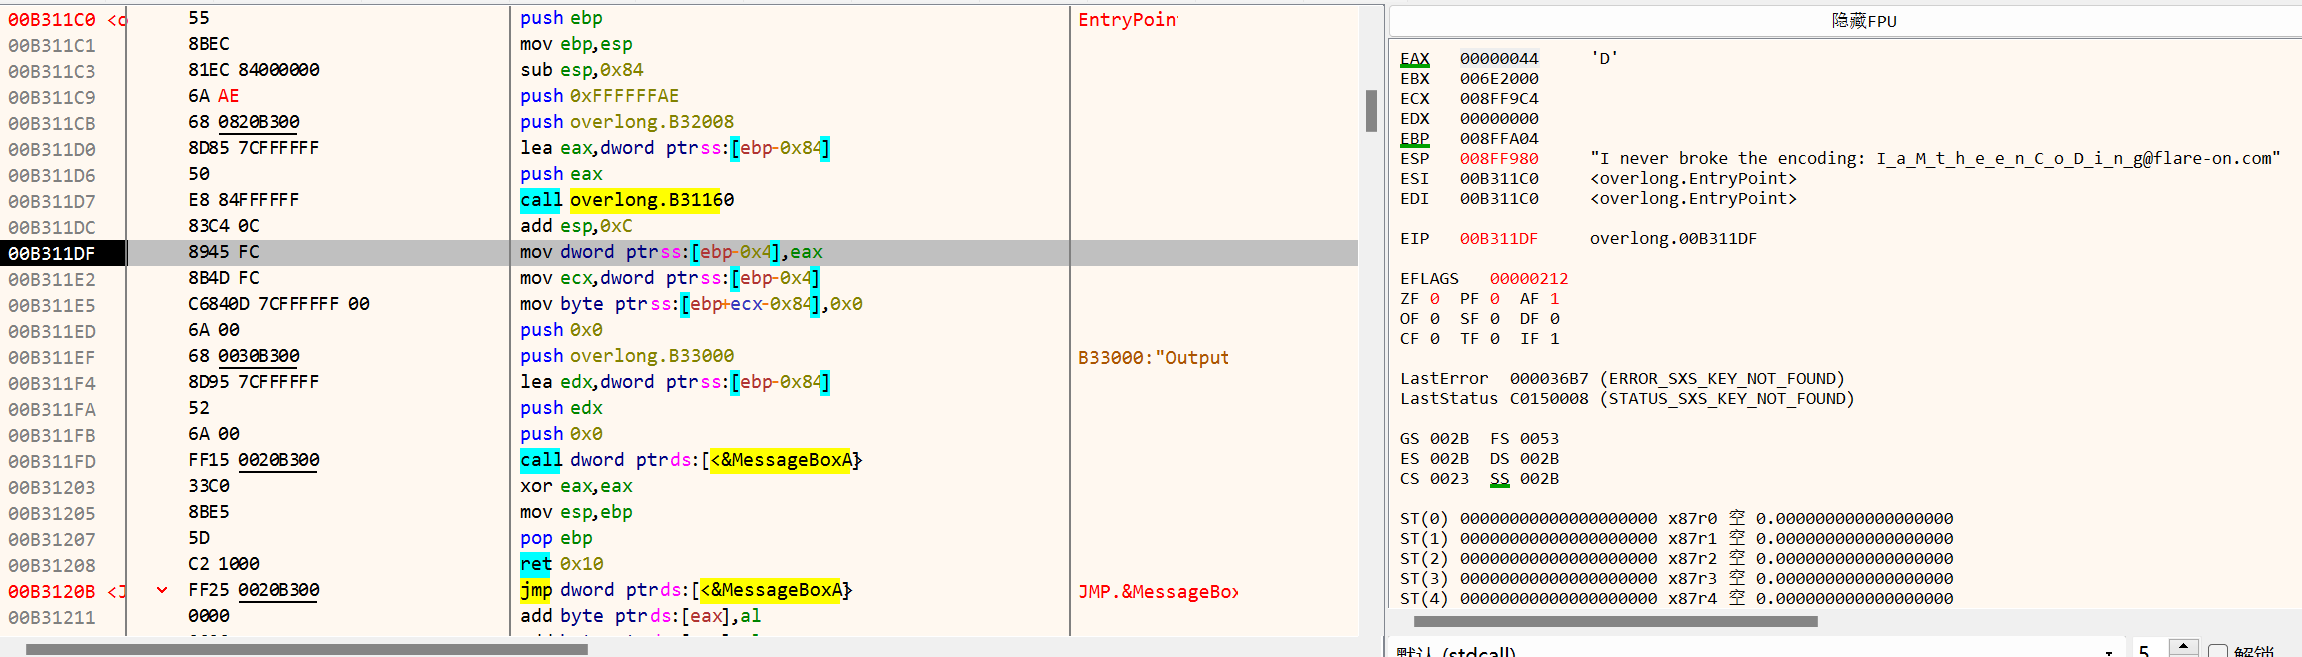 00B311C0 <o 55 push ebp EntryPoin
00B311C1 8BEC mov ebp,esp
00B311C3 81EC 84000000 sub esp,0x84
00B311C9 6A AE push 0xFFFFFFAE
00B311CB 68 0820B300 push overlong.B32008
00B311D0 8D85 7CFFFFFF lea eax,dword ptrss:[ebp-0x84]
00B311D6 50 push eax
00B311D7 E8 84FFFFFF call overlong.B31160
00B311DC 83C4 0C add esp,0xC
00B311DF 8945 FC mov dword ptrss:[ebp-0x4],eax
00B311E2 8B4D FC mov ecx,dword ptrss:[ebp-0x4]
00B311E5 C6840D 7CFFFFFF 00 mov byte ptrss:[ebp+ecx-0x84],0x0
00B311ED 6A 00 push 0x0
00B311EF 68 0030B300 push overlong.B33000 B33000:"Output
00B311F4 8D95 7CFFFFFF lea edx,dword ptrss:[ebp-0x84]
00B311FA 52 push edx
00B311FB 6A 00 push 0x0
00B311FD FF15 0020B300 call dword ptrds:[<&MessageBoxA>]
00B31203 33C0 xor eax,eax
00B31205 8BE5 mov esp,ebp
00B31207 5D pop ebp
00B31208 C2 1000 ret 0x10
00B3120B <J FF25 0020B300 jmp dword ptrds:[<&MessageBoxA>] JMP.&MessageBox
00B31211 0000 add byte ptrds:[eax],al
隐藏FPU
EAX 00000044 'D'
EBX 006E2000
ECX 008FF9C4
EDX 00000000
EBP 008FFA04
ESP 008FF980 "I never broke the encoding: I_a_M_t_h_e_e_n_C_o_D_i_n_g@flare-on.com"
ESI 00B311C0 <overlong.EntryPoint>
EDI 00B311C0 <overlong.EntryPoint>
EIP 00B311DF overlong.00B311DF
EFLAGS 00000212
ZF 0 PF 0 AF 1
OF 0 SF 0 DF 0
CF 0 TF 0 IF 1
LastError 000036B7 (ERROR_SXS_KEY_NOT_FOUND)
LastStatus C0150008 (STATUS_SXS_KEY_NOT_FOUND)
GS 002B FS 0053
ES 002B DS 002B
CS 0023 SS 002B
ST(0) 00000000000000000000 x87r0 空 0.000000000000000000
ST(1) 00000000000000000000 x87r1 空 0.000000000000000000
ST(2) 00000000000000000000 x87r2 空 0.000000000000000000
ST(3) 00000000000000000000 x87r3 空 0.000000000000000000
ST(4) 00000000000000000000 x87r4 空 0.000000000000000000
默认 (stdcall) 5 解锁